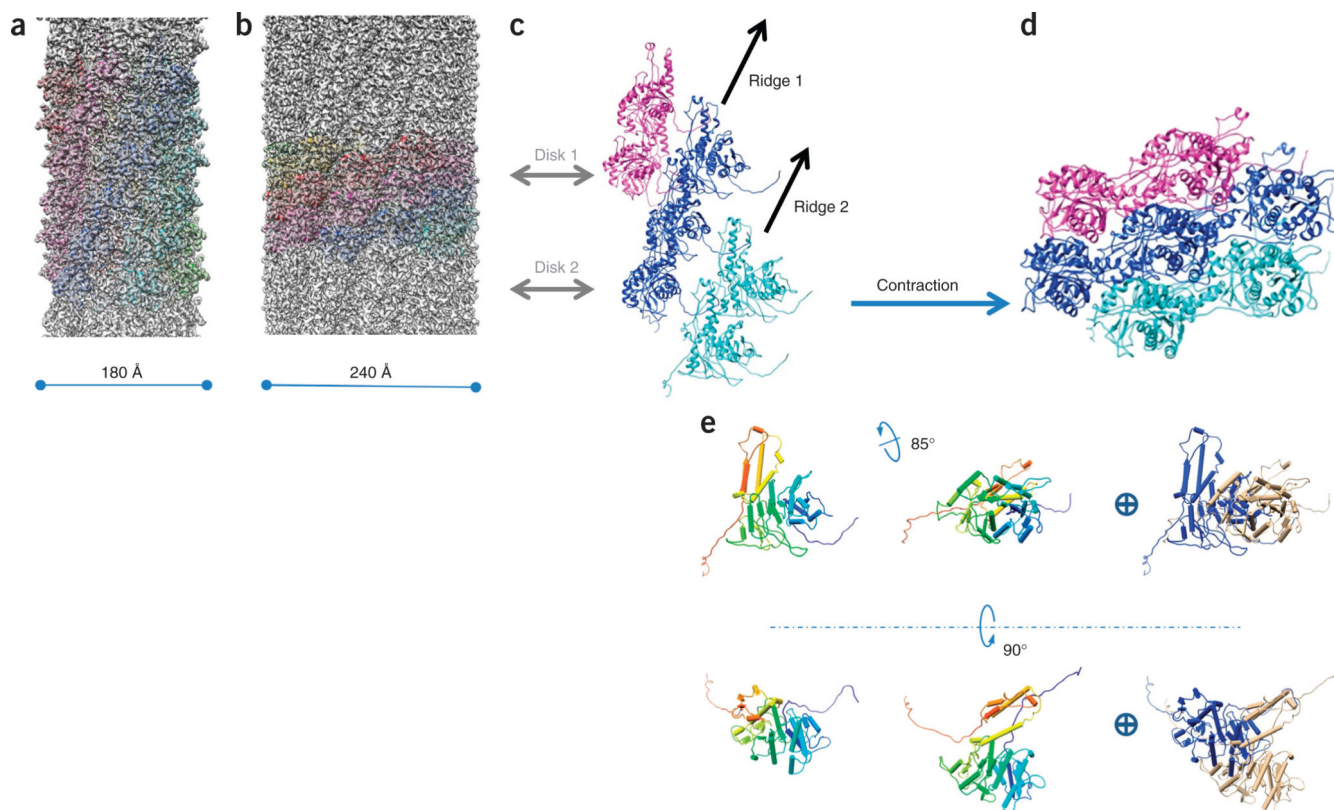 a
b
c
d
Ridge 1
Disk 1
Ridge 2
Disk 2
Contraction
180 Å
240 Å
e
85°
90°